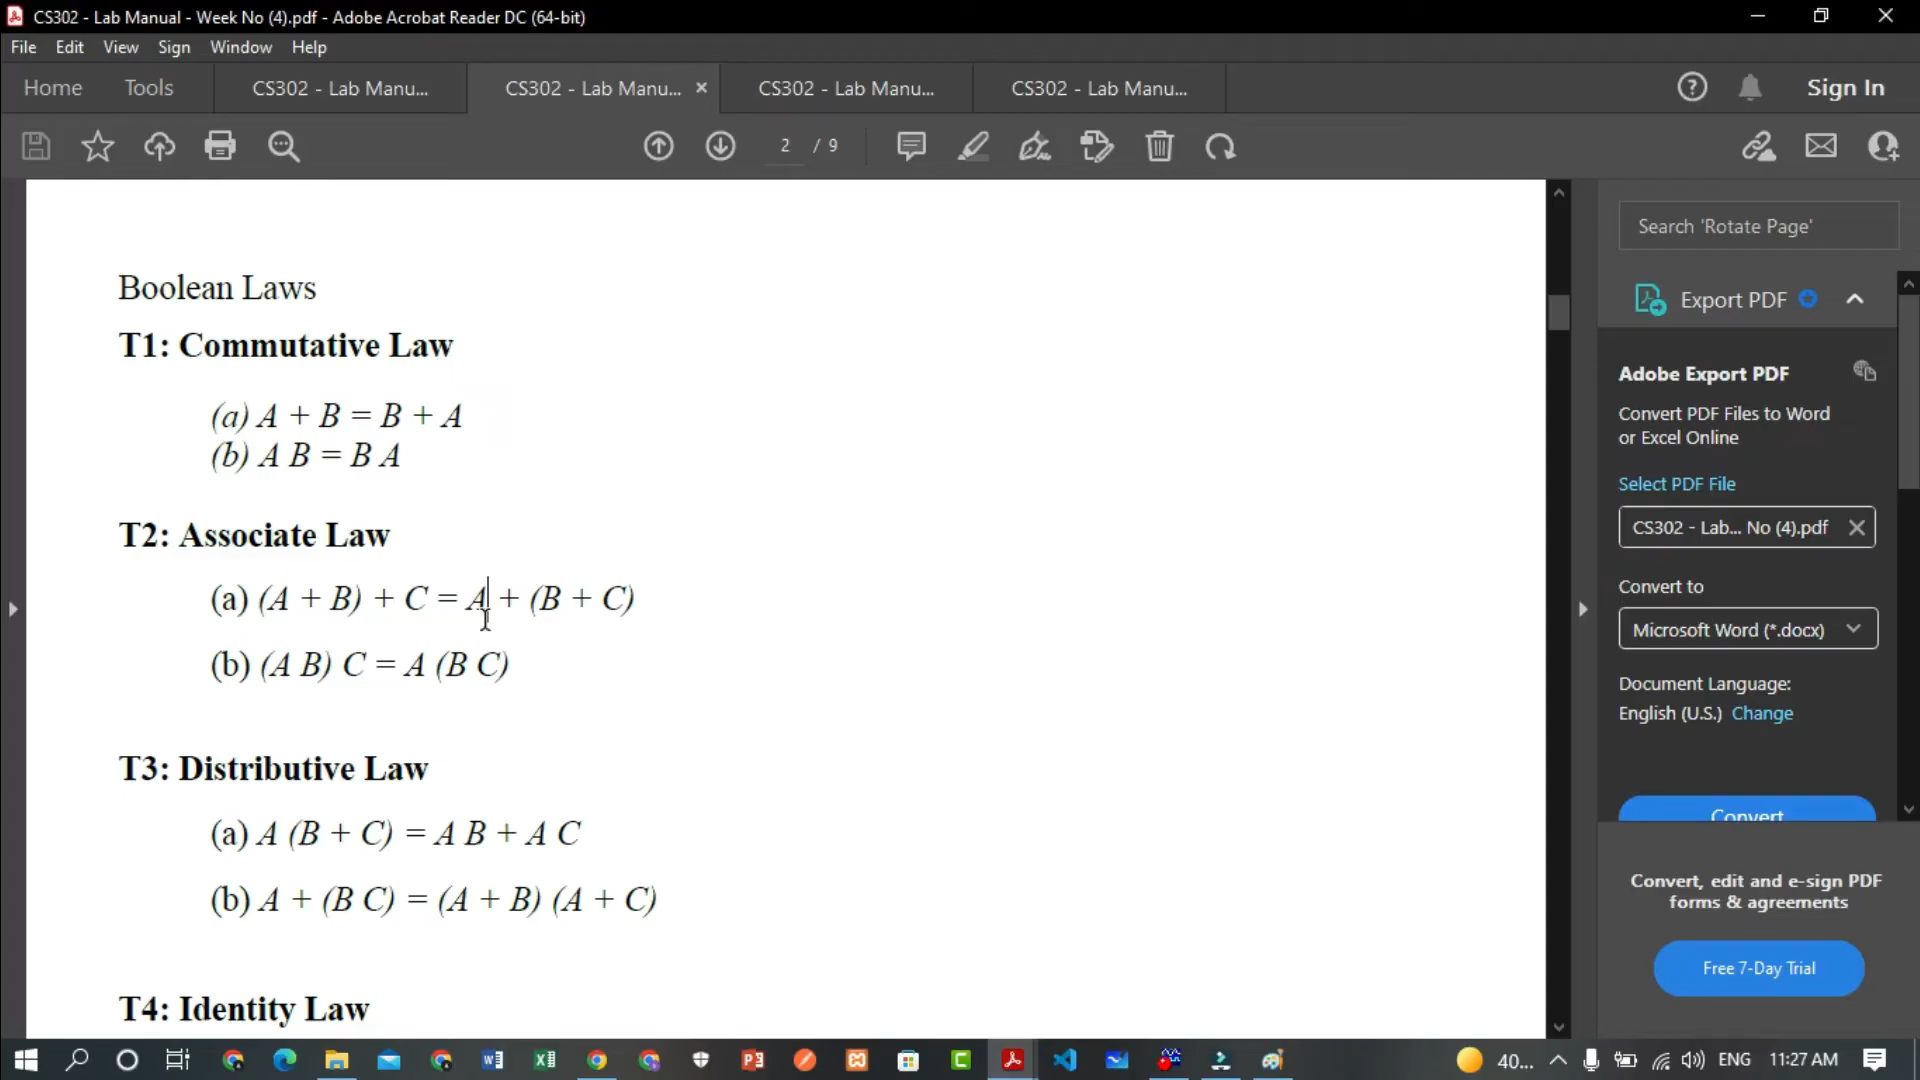 CS302 - Lab Manual - Week No (4).pdf - Adobe Acrobat Reader DC (64-bit)
File Edit View Sign Window Help
Home Tools CS302 - Lab Manu... CS302 - Lab Manu... CS302 - Lab Manu... CS302 - Lab Manu... Sign In
2 / 9
Boolean Laws
T1: Commutative Law
(a) A + B = B + A
(b) A B = B A
T2: Associate Law
(a) (A + B) + C = A + (B + C)
(b) (A B) C = A (B C)
T3: Distributive Law
(a) A (B + C) = A B + A C
(b) A + (B C) = (A + B) (A + C)
T4: Identity Law
Search 'Rotate Page'
Export PDF
Adobe Export PDF
Convert PDF Files to Word
or Excel Online
Select PDF File
CS302 - Lab... No (4).pdf
Convert to
Microsoft Word (*.docx)
Document Language:
English (U.S.) Change
Convert
Convert, edit and e-sign PDF
forms & agreements
Free 7-Day Trial
40... ENG 11:27 AM